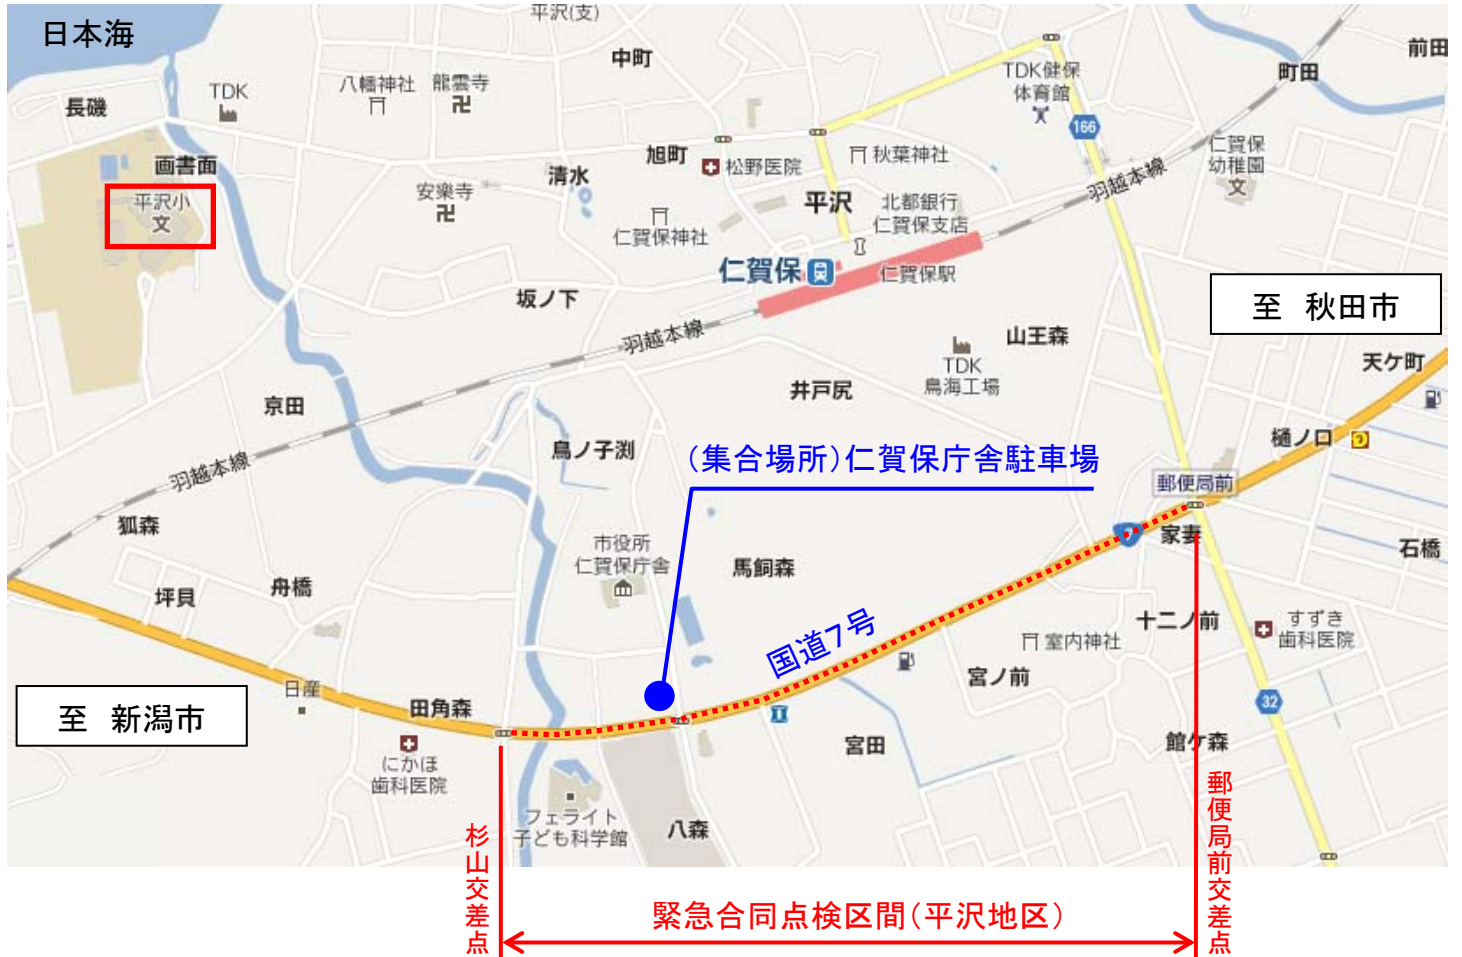 日本海
平沢(支)
中町
前田
TDK
八幡神社
龍雲寺
TDK健保
体育館
町田
長磯
166
画書面
旭町
松野医院
秋葉神社
仁賀保
幼稚園
文
平沢小
文
安樂寺
清水
平沢
北都銀行
仁賀保支店
羽越本線
仁賀保神社
仁賀保
仁賀保駅
坂ノ下
至 秋田市
羽越本線
山王森
TDK
鳥海工場
天ケ町
京田
井戸尻
鳥ノ子渕
(集合場所)仁賀保庁舎駐車場
樋ノ口
羽越本線
郵便局前
狐森
市役所
仁賀保庁舎
馬飼森
7
家妻
石橋
坪貝
舟橋
国道7号
十二ノ前
すずき
歯科医院
室内神社
宮ノ前
日産
至 新潟市
田角森
32
にかほ
歯科医院
宮田
館ケ森
フェライト
子ども科学館
八森
杉山交差点
郵便局前交差点
緊急合同点検区間(平沢地区)